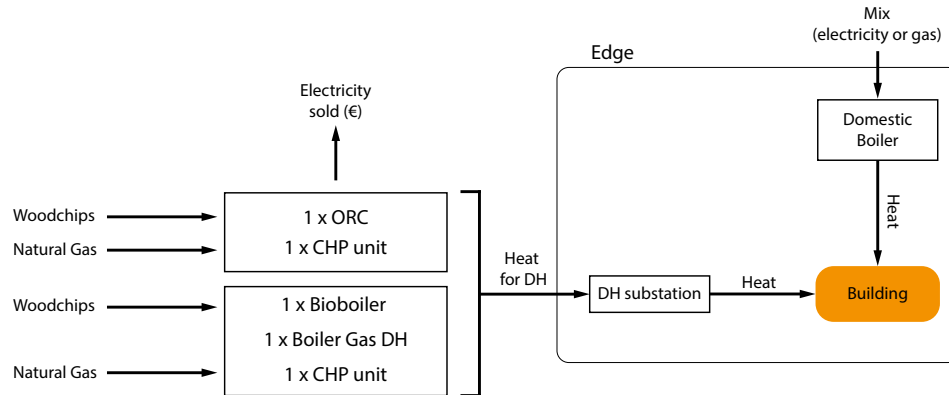 Mix
(electricity or gas)
Edge
Electricity
sold (€)
Domestic
Boiler
Woodchips
1 x ORC
Natural Gas
1 x CHP unit
Heat
Heat
for DH
Woodchips
1 x Bioboiler
DH substation
Heat
Building
1 x Boiler Gas DH
Natural Gas
1 x CHP unit